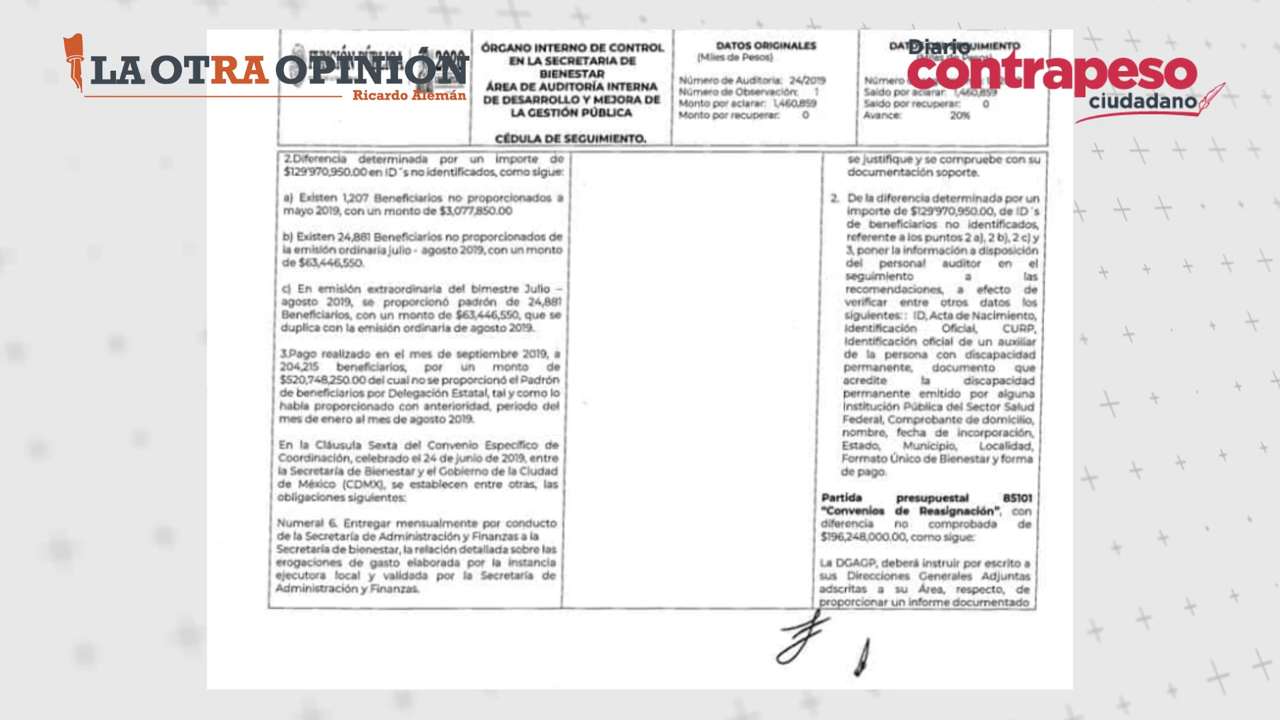 LA OTRA OPINIÓN
Ricardo Alemán
Diario
contrapeso
ciudadano
ÓRGANO INTERNO DE CONTROL
EN LA SECRETARIA DE
BIENESTAR
ÁREA DE AUDITORÍA INTERNA
DE DESARROLLO Y MEJORA DE
LA GESTIÓN PÚBLICA
CÉDULA DE SEGUIMIENTO.
DATOS ORIGINALES
(Miles de Pesos)
Número de Auditoría: 24/2019
Número de Observación: 1
Monto por aclarar: 1,460,859
Monto por recuperar: 0
Saldo por aclarar: 1,460,859
Saldo por recuperar: 0
Avance: 20%
2.Diferencia determinada por un importe de
$129'970,950.00 en ID´s no identificados, como sigue:
a) Existen 1,207 Beneficiarios no proporcionados a
mayo 2019, con un monto de $3,077,850.00
b) Existen 24,881 Beneficiarios no proporcionados de
la emisión ordinaria julio - agosto 2019, con un monto
de $63,446,550.
c) En emisión extraordinaria del bimestre Julio –
agosto 2019, se proporcionó padrón de 24,881
Beneficiarios, con un monto de $63,446,550, que se
duplica con la emisión ordinaria de agosto 2019.
3.Pago realizado en el mes de septiembre 2019, a
204,215 beneficiarios, por un monto de
$520,748,250.00 del cual no se proporcionó el Padrón
de beneficiarios por Delegación Estatal, tal y como lo
había proporcionado con anterioridad, periodo del
mes de enero al mes de agosto 2019.
En la Cláusula Sexta del Convenio Específico de
Coordinación, celebrado el 24 de junio de 2019, entre
la Secretaría de Bienestar y el Gobierno de la Ciudad
de México (CDMX), se establecen entre otras, las
obligaciones siguientes:
Numeral 6. Entregar mensualmente por conducto
de la Secretaría de Administración y Finanzas a la
Secretaría de bienestar, la relación detallada sobre las
erogaciones de gasto elaborada por la instancia
ejecutora local y validada por la Secretaría de
Administración y Finanzas.
se justifique y se compruebe con su
documentación soporte.
2. De la diferencia determinada por un
importe de $129'970,950.00, de ID´s
de beneficiarios no identificados,
referente a los puntos 2 a), 2 b), 2 c) y
3, poner la información a disposición
del personal auditor en el
seguimiento a las
recomendaciones, a efecto de
verificar entre otros datos los
siguientes: : ID, Acta de Nacimiento,
Identificación Oficial, CURP,
Identificación oficial de un auxiliar
de la persona con discapacidad
permanente, documento que
acredite la discapacidad
permanente emitido por alguna
Institución Pública del Sector Salud
Federal, Comprobante de domicilio,
nombre, fecha de incorporación,
Estado, Municipio, Localidad,
Formato Único de Bienestar y forma
de pago.
Partida presupuestal 85101
"Convenios de Reasignación", con
diferencia no comprobada de
$196,248,000.00, como sigue:
La DGAGP, deberá instruir por escrito a
sus Direcciones Generales Adjuntas
adscritas a su Área, respecto, de
proporcionar un informe documentado